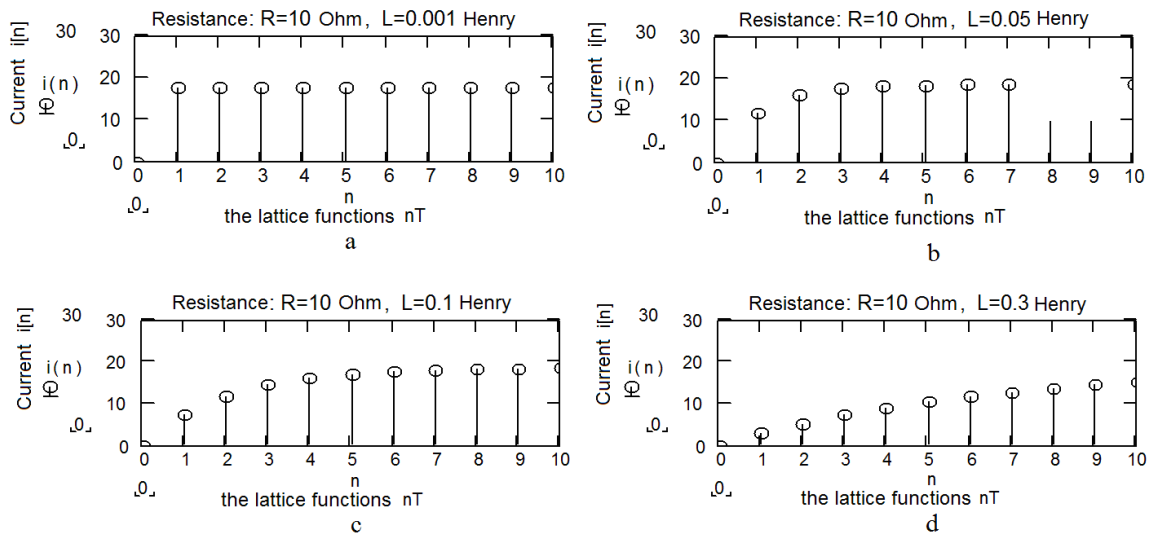 Resistance: R=10 Ohm, L=0.001 Henry
30
Current i[n]
i(n)
0
30
20
10
0
0 1 2 3 4 5 6 7 8 9 10
n
0
the lattice functions nT
a
Resistance: R=10 Ohm, L=0.05 Henry
30
Current i[n]
i(n)
0
30
20
10
0
0 1 2 3 4 5 6 7 8 9 10
n
0
the lattice functions nT
b
Resistance: R=10 Ohm, L=0.1 Henry
30
Current i[n]
i(n)
0
30
20
10
0
0 1 2 3 4 5 6 7 8 9 10
n
0
the lattice functions nT
c
Resistance: R=10 Ohm, L=0.3 Henry
30
Current i[n]
i(n)
0
30
20
10
0
0 1 2 3 4 5 6 7 8 9 10
n
0
the lattice functions nT
d